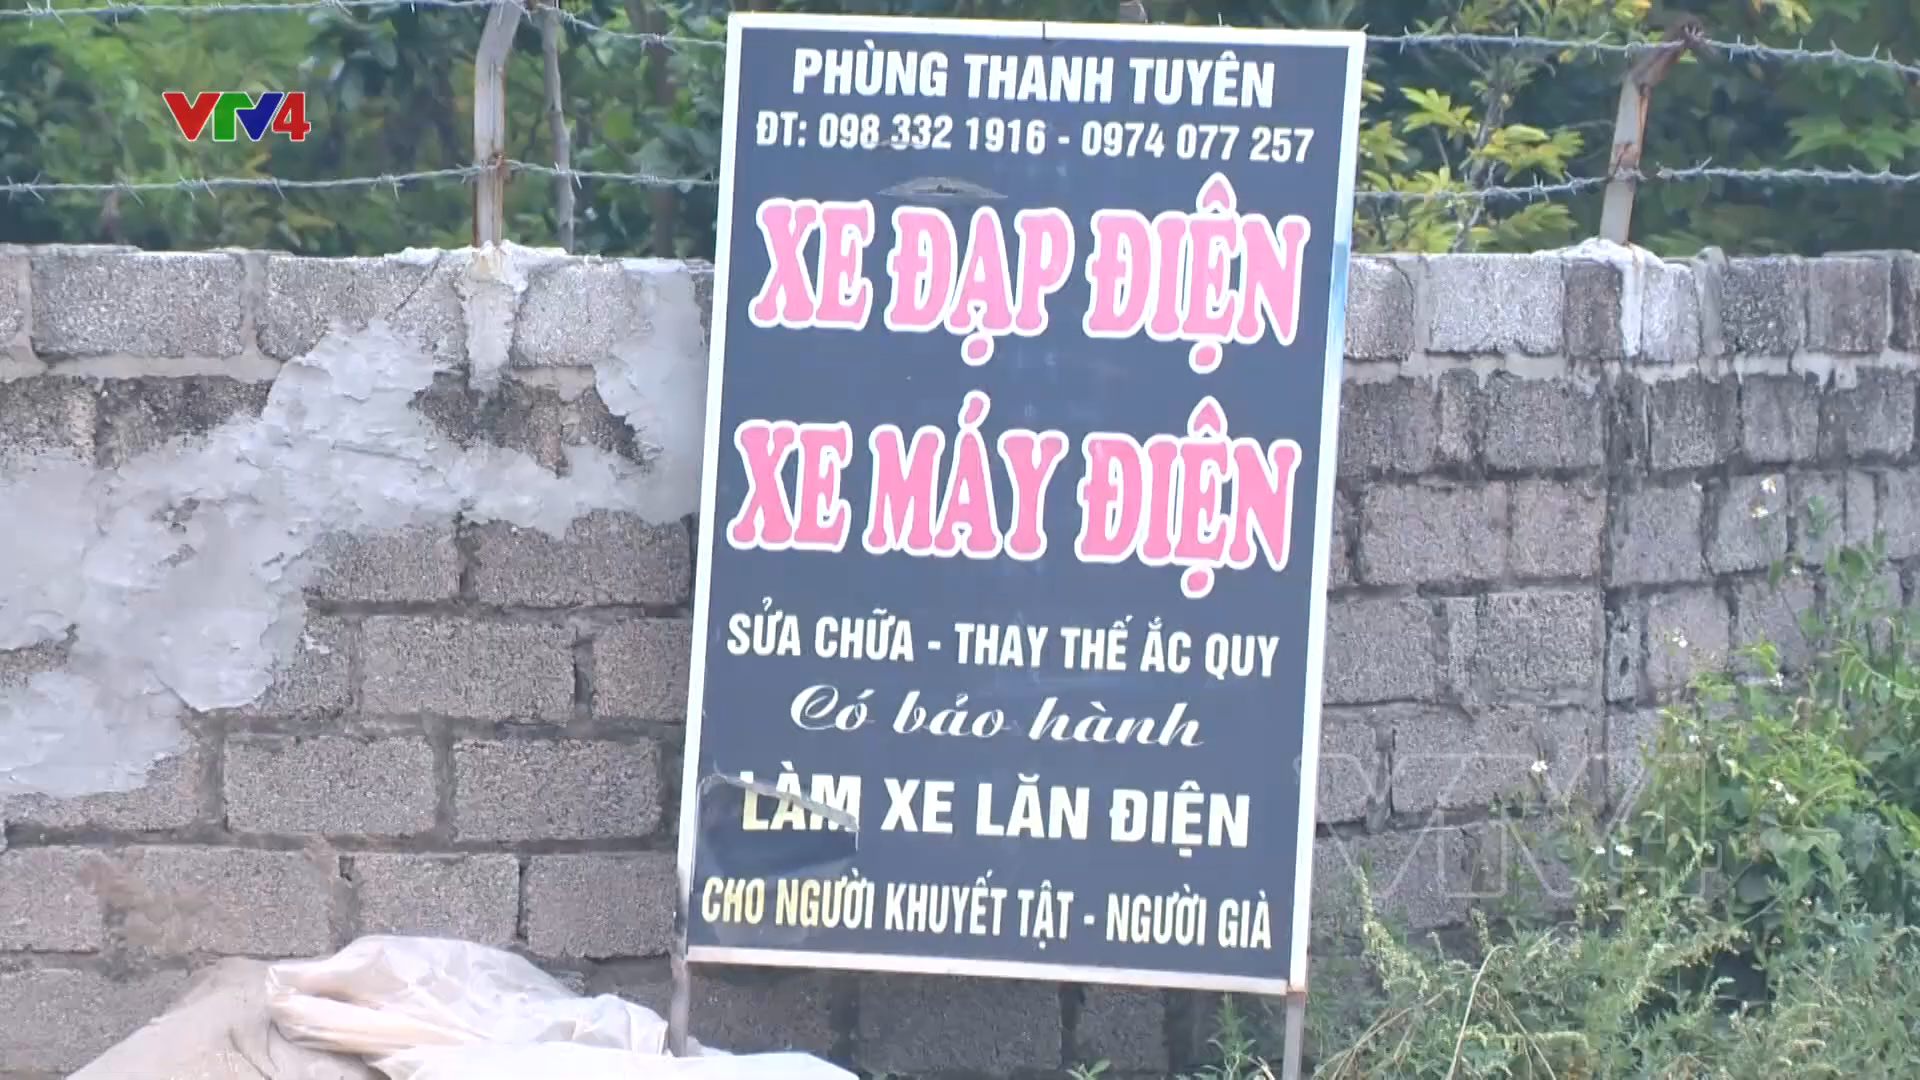 VTV4
PHÙNG THANH TUYÊN
ĐT: 098 332 1916 - 0974 077 257
XE ĐẠP ĐIỆN
XE MÁY ĐIỆN
SỬA CHỮA - THAY THẾ ẮC QUY
Có bảo hành
LÀM XE LĂN ĐIỆN
CHO NGƯỜI KHUYẾT TẬT - NGƯỜI GIÀ
VTV4